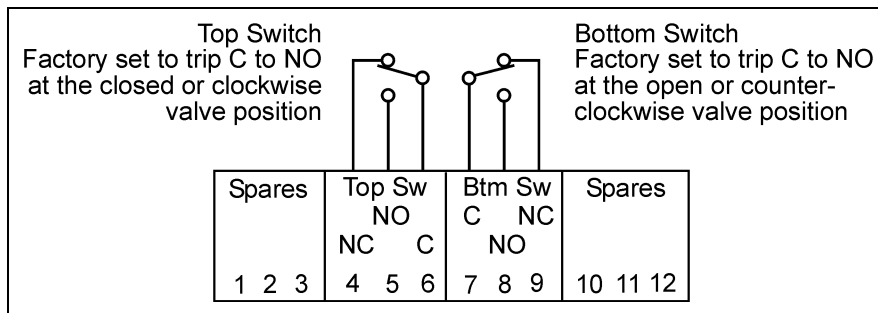 Top Switch
Factory set to trip C to NO
at the closed or clockwise
valve position
Bottom Switch
Factory set to trip C to NO
at the open or counter-
clockwise valve position
Spares
1 2 3
Top Sw
NO
NC C
4 5 6
Btm Sw
C NC
NO
7 8 9
Spares
10 11 12